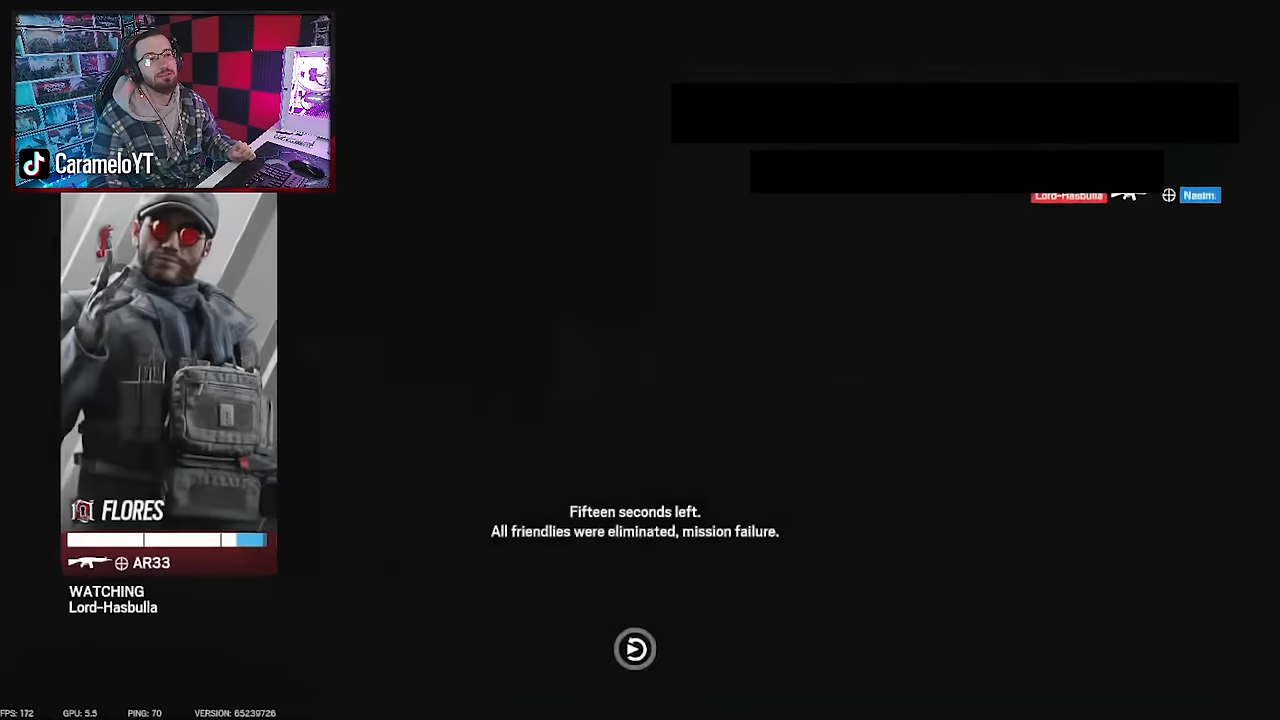 CarameloYT
Lord-Hasbulla Naeim.
FLORES
AR33
WATCHING
Lord-Hasbulla
Fifteen seconds left.
All friendlies were eliminated, mission failure.
FPS: 172 GPU: 5.5 PING: 70 VERSION: 65239726